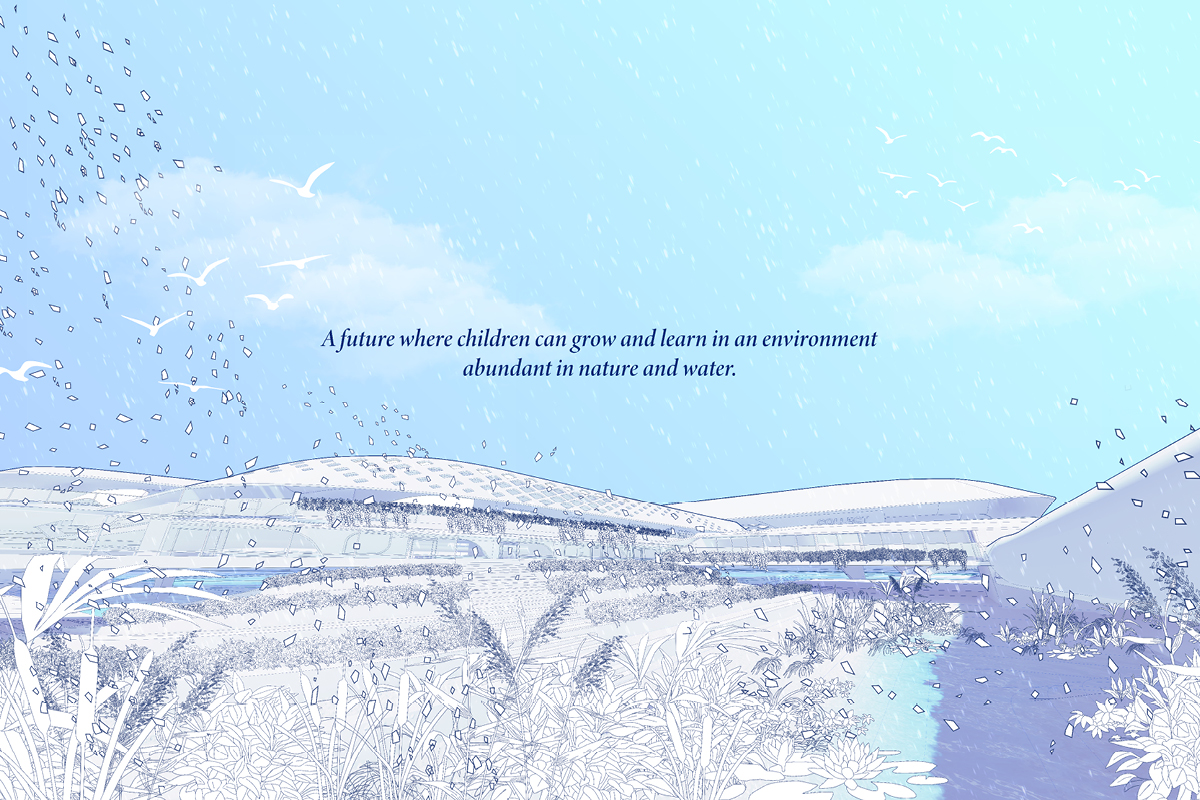 A future where children can grow and learn in an environment
abundant in nature and water.